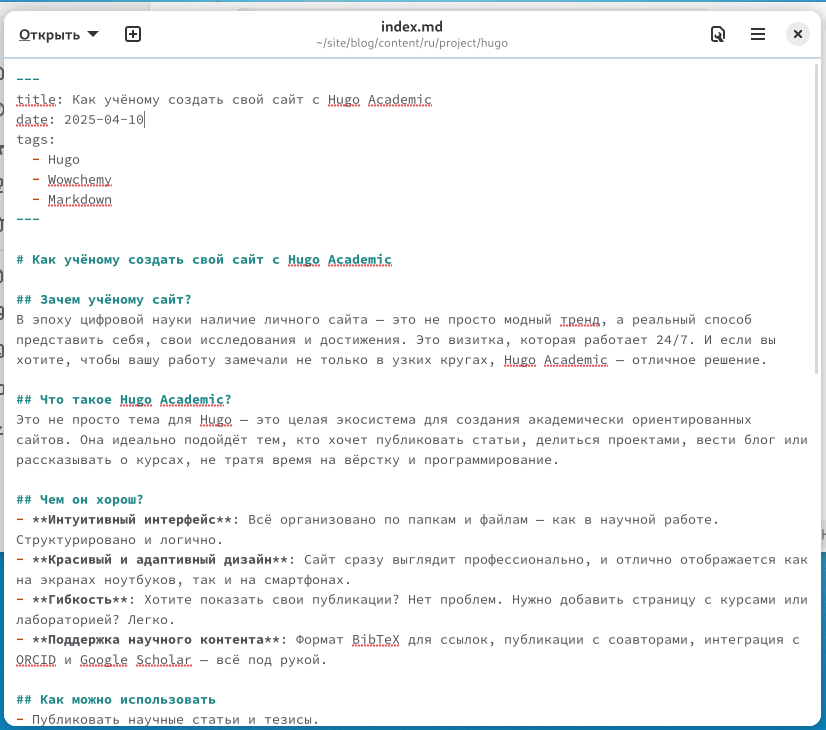 Открыть
index.md
~/site/blog/content/ru/project/hugo
---
title: Как учёному создать свой сайт с Hugo Academic
date: 2025-04-10
tags:
  - Hugo
  - Wowchemy
  - Markdown
---
# Как учёному создать свой сайт с Hugo Academic
## Зачем учёному сайт?
В эпоху цифровой науки наличие личного сайта — это не просто модный тренд, а реальный способ
представить себя, свои исследования и достижения. Это визитка, которая работает 24/7. И если вы
хотите, чтобы вашу работу замечали не только в узких кругах, Hugo Academic — отличное решение.
## Что такое Hugo Academic?
Это не просто тема для Hugo — это целая экосистема для создания академически ориентированных
сайтов. Она идеально подойдёт тем, кто хочет публиковать статьи, делиться проектами, вести блог или
рассказывать о курсах, не тратя время на вёрстку и программирование.
## Чем он хорош?
- **Интуитивный интерфейс**: Всё организовано по папкам и файлам — как в научной работе.
Структурировано и логично.
- **Красивый и адаптивный дизайн**: Сайт сразу выглядит профессионально, и отлично отображается как
на экранах ноутбуков, так и на смартфонах.
- **Гибкость**: Хотите показать свои публикации? Нет проблем. Нужно добавить страницу с курсами или
лабораторией? Легко.
- **Поддержка научного контента**: Формат BibTeX для ссылок, публикации с соавторами, интеграция с
ORCID и Google Scholar — всё под рукой.
## Как можно использовать
- Публиковать научные статьи и тезисы.